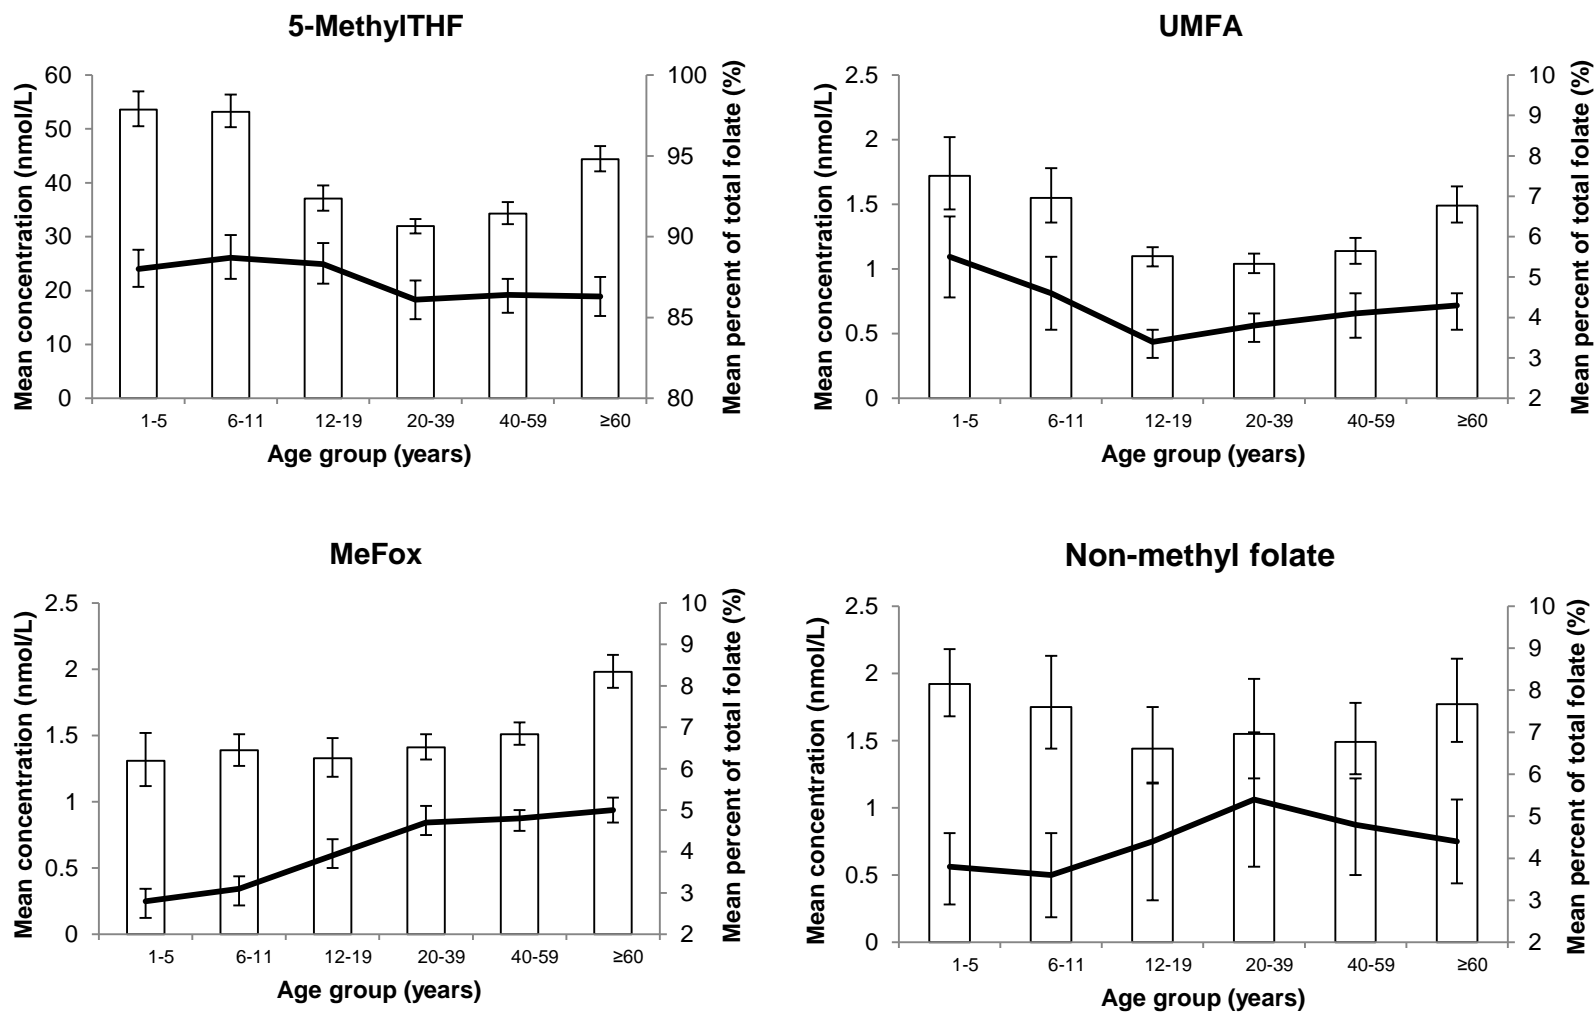 5-MethylTHF
Mean concentration (nmol/L)
60
50
40
30
20
10
0
100
95
90
85
80
Mean percent of total folate (%)
1-5 6-11 12-19 20-39 40-59 ≥60
Age group (years)
UMFA
Mean concentration (nmol/L)
2.5
2
1.5
1
0.5
0
10
9
8
7
6
5
4
3
2
Mean percent of total folate (%)
1-5 6-11 12-19 20-39 40-59 ≥60
Age group (years)
MeFox
Mean concentration (nmol/L)
2.5
2
1.5
1
0.5
0
10
9
8
7
6
5
4
3
2
Mean percent of total folate (%)
1-5 6-11 12-19 20-39 40-59 ≥60
Age group (years)
Non-methyl folate
Mean concentration (nmol/L)
2.5
2
1.5
1
0.5
0
10
9
8
7
6
5
4
3
2
Mean percent of total folate (%)
1-5 6-11 12-19 20-39 40-59 ≥60
Age group (years)